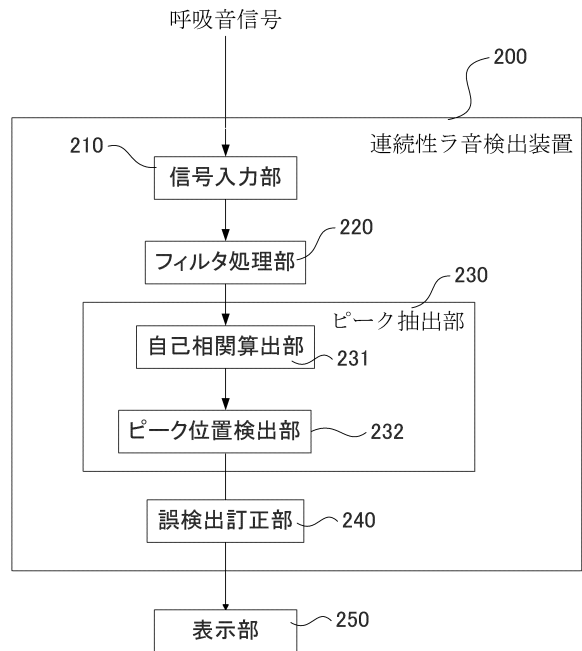 呼吸音信号
200
連続性ラ音検出装置
210
信号入力部
220
フィルタ処理部
230
ピーク抽出部
自己相関算出部
231
ピーク位置検出部
232
誤検出訂正部
240
表示部
250